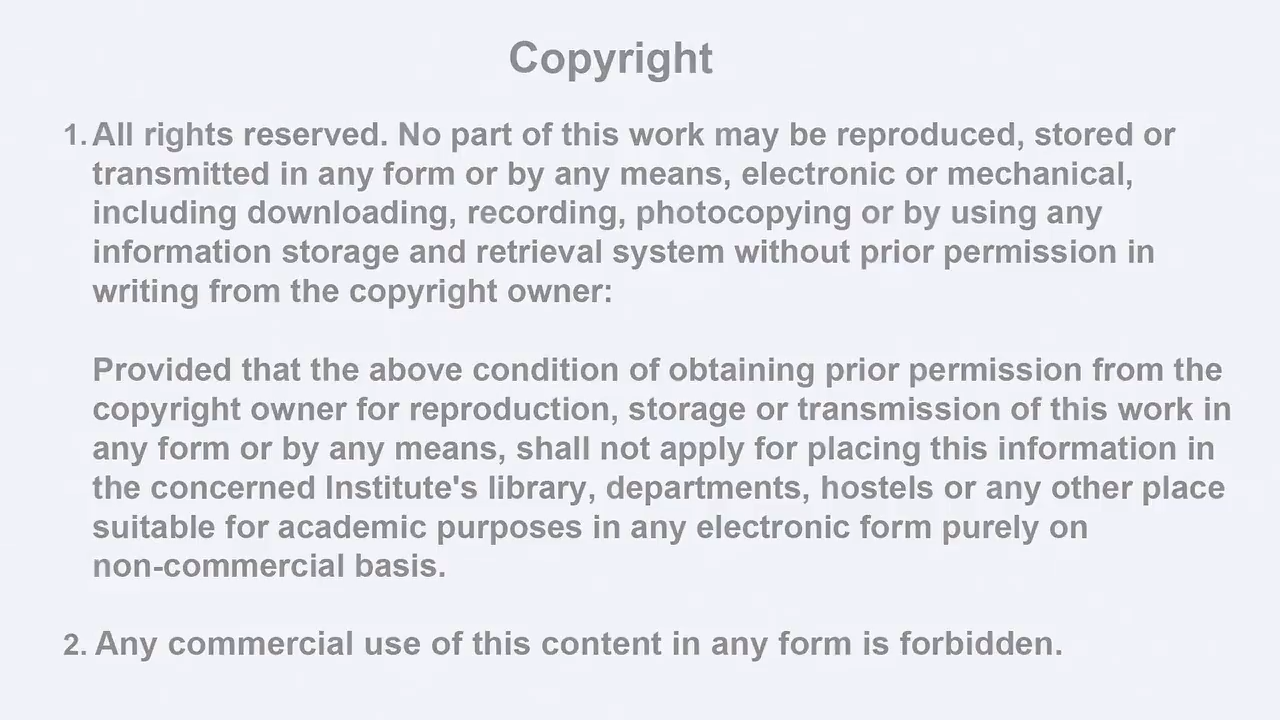 Copyright
1. All rights reserved. No part of this work may be reproduced, stored or
transmitted in any form or by any means, electronic or mechanical,
including downloading, recording, photocopying or by using any
information storage and retrieval system without prior permission in
writing from the copyright owner:
Provided that the above condition of obtaining prior permission from the
copyright owner for reproduction, storage or transmission of this work in
any form or by any means, shall not apply for placing this information in
the concerned Institute's library, departments, hostels or any other place
suitable for academic purposes in any electronic form purely on
non-commercial basis.
2. Any commercial use of this content in any form is forbidden.